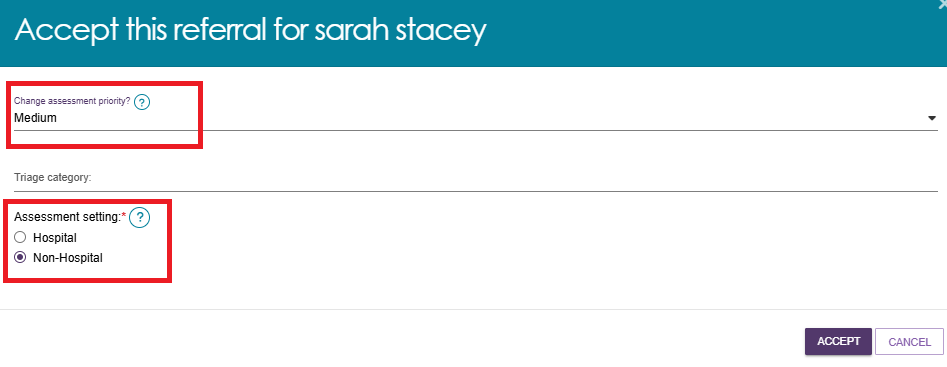 Accept this referral for sarah stacey
Change assessment priority? ?
Medium
Triage category:
Assessment setting:* ?
Hospital
Non-Hospital
ACCEPT CANCEL